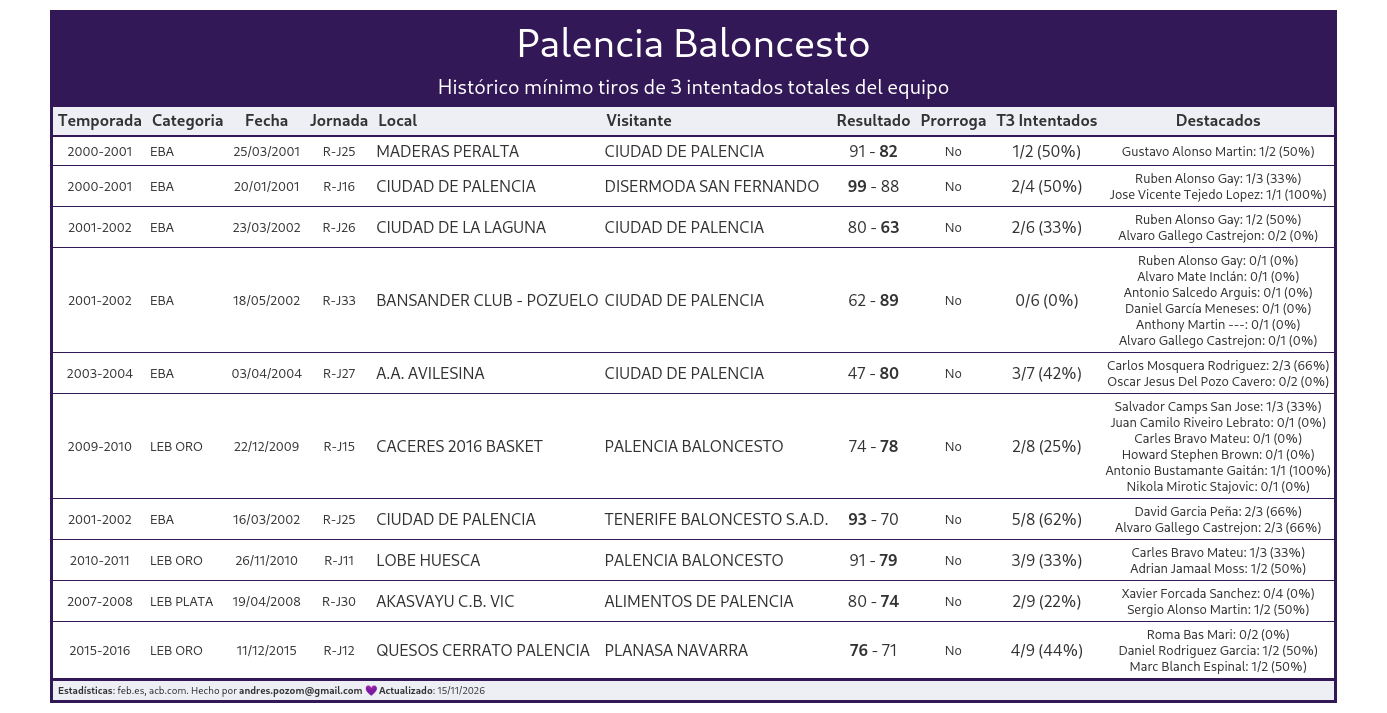 Palencia Baloncesto
Histórico mínimo tiros de 3 intentados totales del equipo
Temporada Categoria Fecha Jornada Local Visitante Resultado Prorroga T3 Intentados Destacados
2000-2001 EBA 25/03/2001 R-J25 MADERAS PERALTA CIUDAD DE PALENCIA 91 - 82 No 1/2 (50%) Gustavo Alonso Martin: 1/2 (50%)
2000-2001 EBA 20/01/2001 R-J16 CIUDAD DE PALENCIA DISERMODA SAN FERNANDO 99 - 88 No 2/4 (50%) Ruben Alonso Gay: 1/3 (33%)
Jose Vicente Tejedo Lopez: 1/1 (100%)
2001-2002 EBA 23/03/2002 R-J26 CIUDAD DE LA LAGUNA CIUDAD DE PALENCIA 80 - 63 No 2/6 (33%) Ruben Alonso Gay: 1/2 (50%)
Alvaro Gallego Castrejon: 0/2 (0%)
2001-2002 EBA 18/05/2002 R-J33 BANSANDER CLUB - POZUELO CIUDAD DE PALENCIA 62 - 89 No 0/6 (0%) Ruben Alonso Gay: 0/1 (0%)
Alvaro Mate Inclán: 0/1 (0%)
Antonio Salcedo Arguis: 0/1 (0%)
Daniel García Meneses: 0/1 (0%)
Anthony Martin ---: 0/1 (0%)
Alvaro Gallego Castrejon: 0/1 (0%)
2003-2004 EBA 03/04/2004 R-J27 A.A. AVILESINA CIUDAD DE PALENCIA 47 - 80 No 3/7 (42%) Carlos Mosquera Rodriguez: 2/3 (66%)
Oscar Jesus Del Pozo Cavero: 0/2 (0%)
2009-2010 LEB ORO 22/12/2009 R-J15 CACERES 2016 BASKET PALENCIA BALONCESTO 74 - 78 No 2/8 (25%) Salvador Camps San Jose: 1/3 (33%)
Juan Camilo Riveiro Lebrato: 0/1 (0%)
Carles Bravo Mateu: 0/1 (0%)
Howard Stephen Brown: 0/1 (0%)
Antonio Bustamante Gaitán: 1/1 (100%)
Nikola Mirotic Stajovic: 0/1 (0%)
2001-2002 EBA 16/03/2002 R-J25 CIUDAD DE PALENCIA TENERIFE BALONCESTO S.A.D. 93 - 70 No 5/8 (62%) David Garcia Peña: 2/3 (66%)
Alvaro Gallego Castrejon: 2/3 (66%)
2010-2011 LEB ORO 26/11/2010 R-J11 LOBE HUESCA PALENCIA BALONCESTO 91 - 79 No 3/9 (33%) Carles Bravo Mateu: 1/3 (33%)
Adrian Jamaal Moss: 1/2 (50%)
2007-2008 LEB PLATA 19/04/2008 R-J30 AKASVAYU C.B. VIC ALIMENTOS DE PALENCIA 80 - 74 No 2/9 (22%) Xavier Forcada Sanchez: 0/4 (0%)
Sergio Alonso Martin: 1/2 (50%)
2015-2016 LEB ORO 11/12/2015 R-J12 QUESOS CERRATO PALENCIA PLANASA NAVARRA 76 - 71 No 4/9 (44%) Roma Bas Mari: 0/2 (0%)
Daniel Rodriguez Garcia: 1/2 (50%)
Marc Blanch Espinal: 1/2 (50%)
Estadísticas: feb.es, acb.com. Hecho por andres.pozom@gmail.com 💜 Actualizado: 15/11/2026